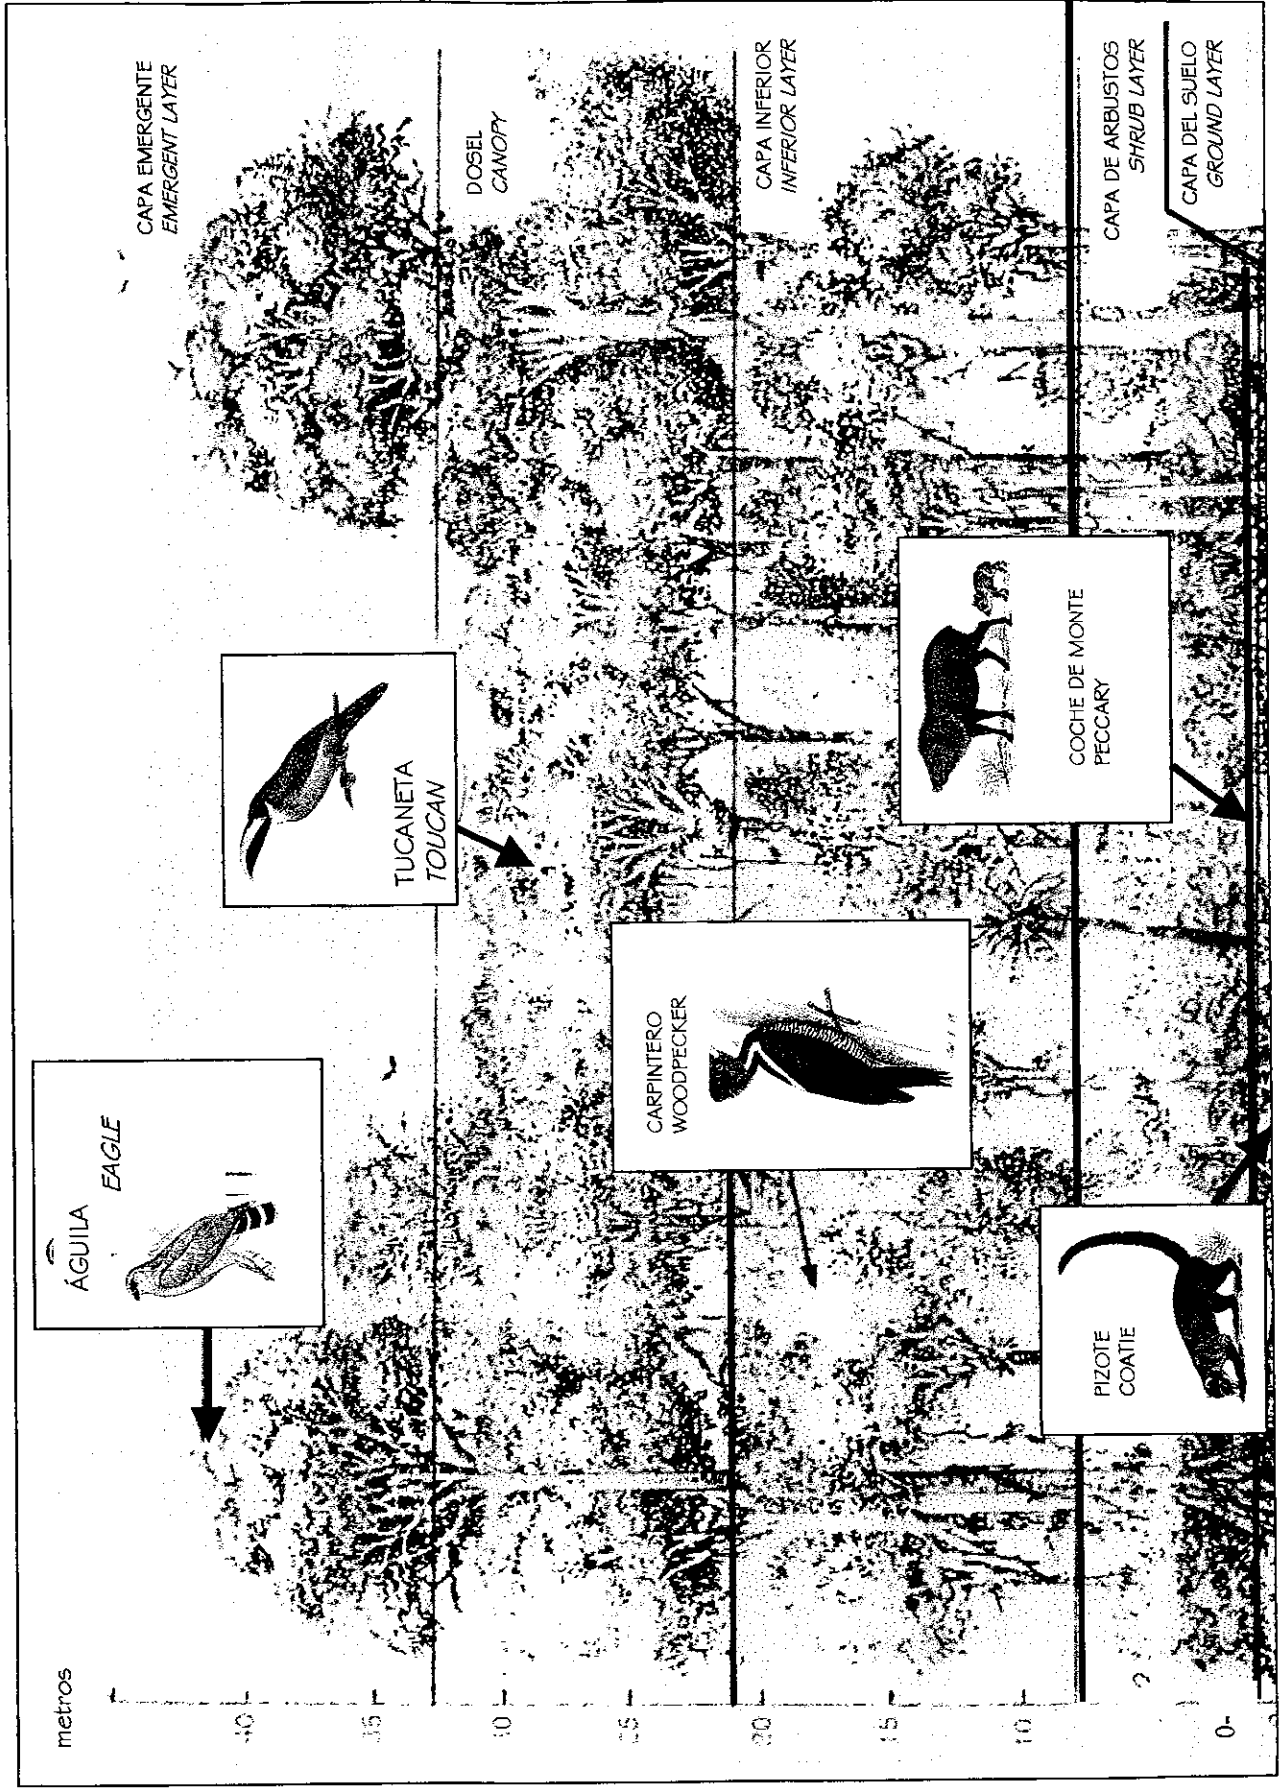 metros
40
35
30
25
20
15
10
0-
ÁGUILA
EAGLE
TUCANETA
TOUCAN
CARPINTERO
WOODPECKER
COCHE DE MONTE
PECCARY
PIZOTE
COATIE
CAPA EMERGENTE
EMERGENT LAYER
DOSEL
CANOPY
CAPA INFERIOR
INFERIOR LAYER
CAPA DE ARBUSTOS
SHRUB LAYER
CAPA DEL SUELO
GROUND LAYER